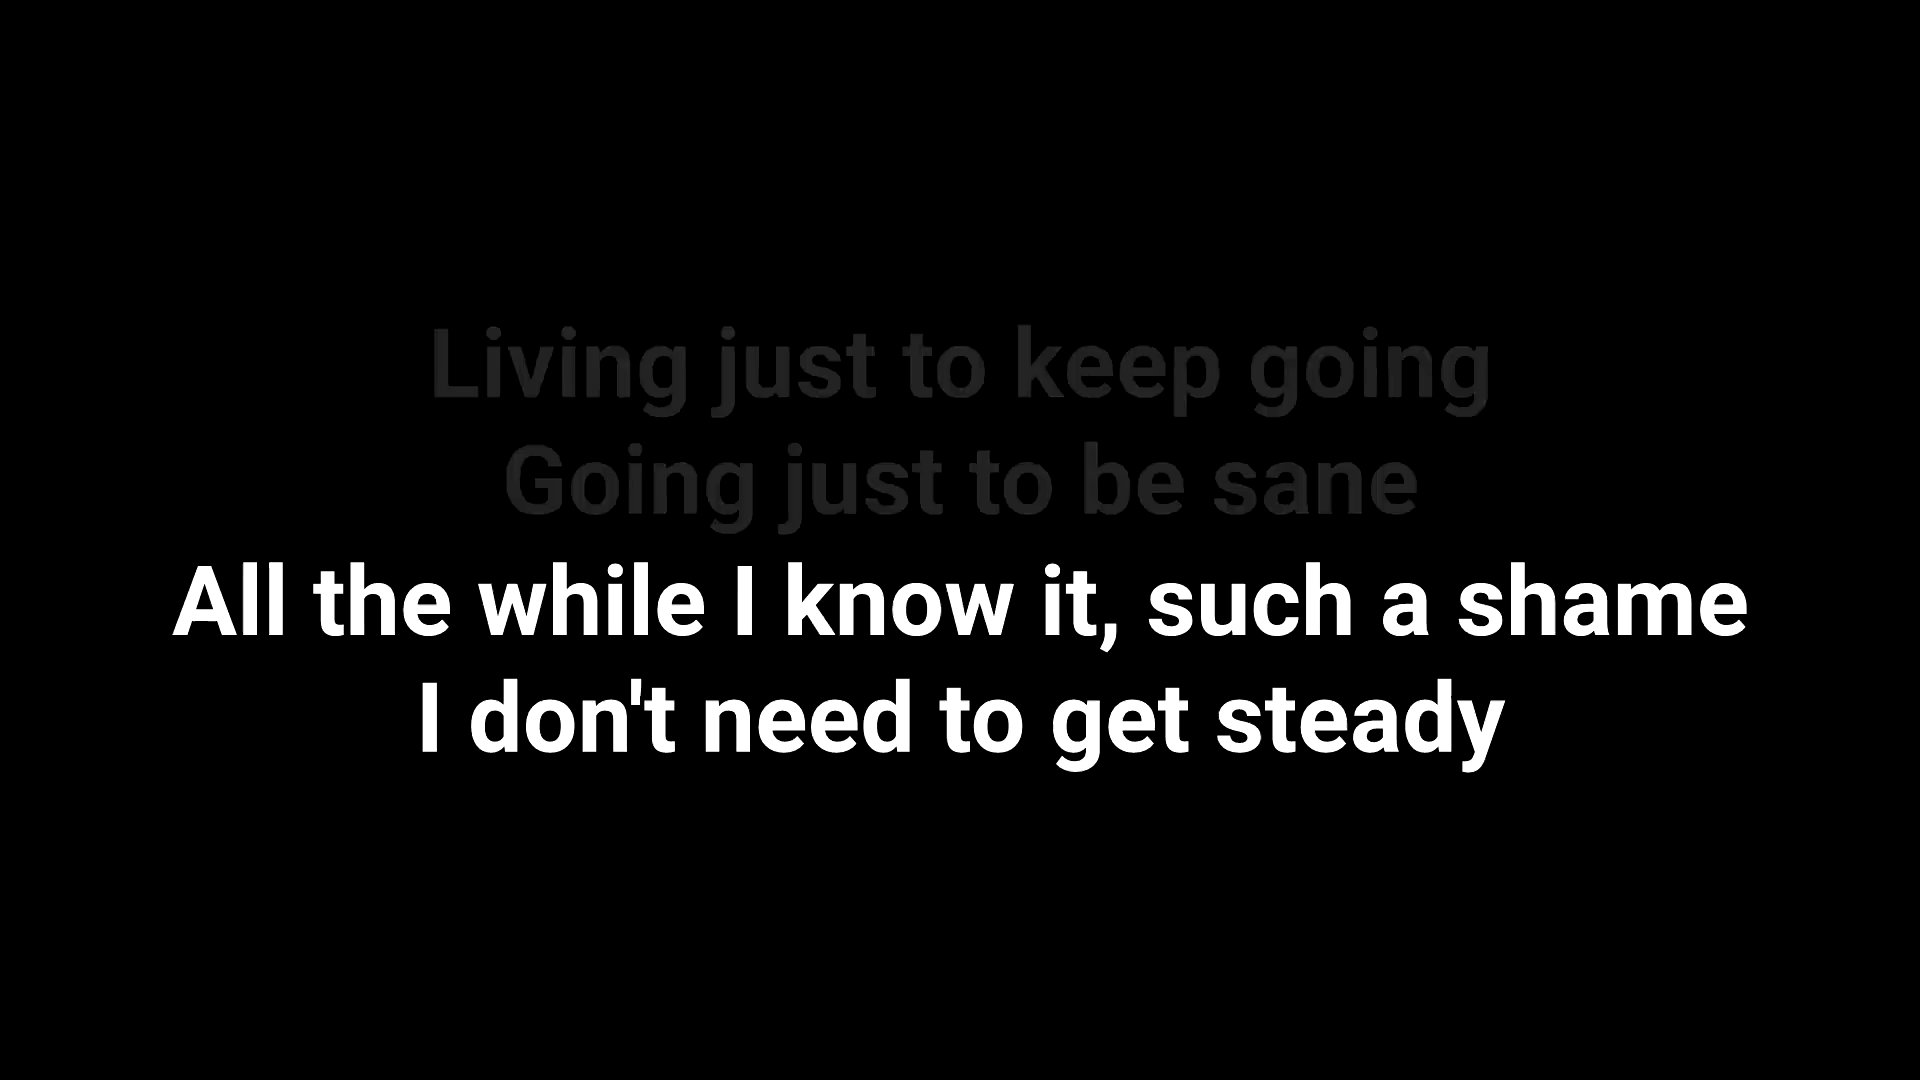 Living just to keep going
Going just to be sane
All the while I know it, such a shame
I don't need to get steady